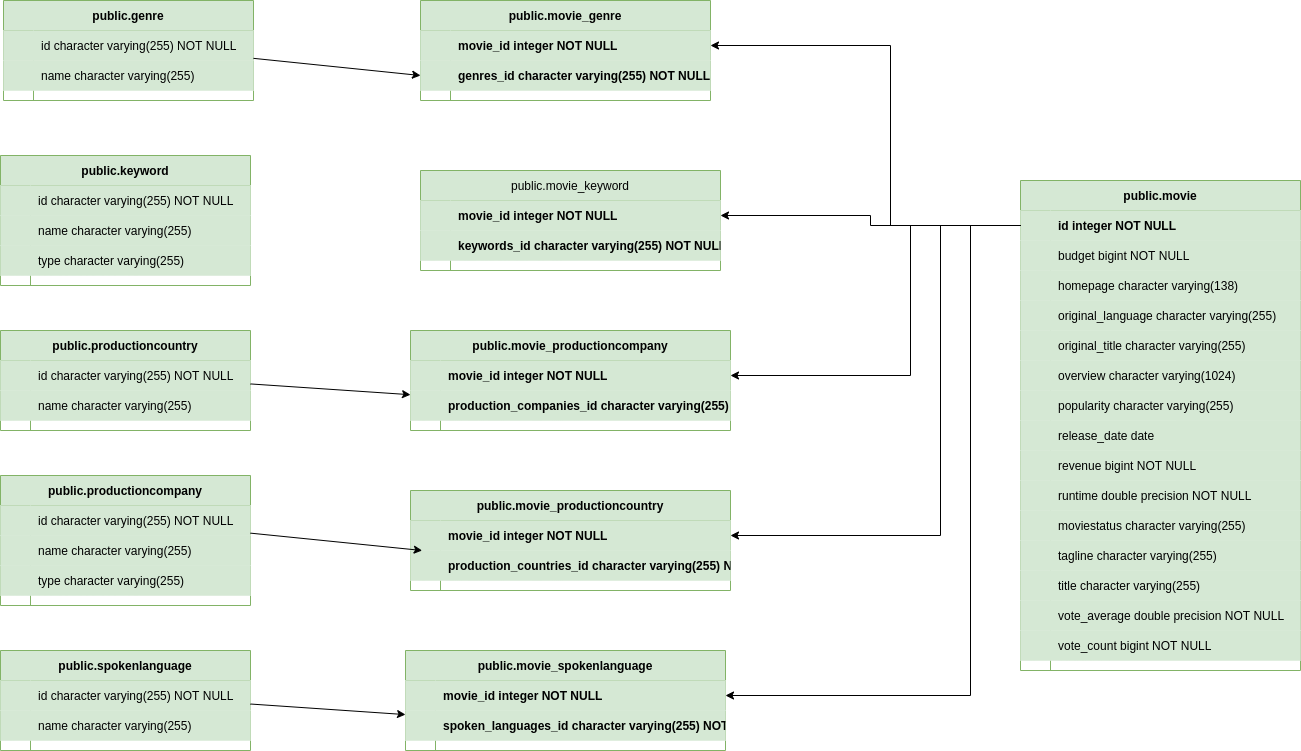 public.genre
id character varying(255) NOT NULL
name character varying(255)
public.movie_genre
movie_id integer NOT NULL
genres_id character varying(255) NOT NULL
public.keyword
id character varying(255) NOT NULL
name character varying(255)
type character varying(255)
public.movie_keyword
movie_id integer NOT NULL
keywords_id character varying(255) NOT NULL
public.productioncountry
id character varying(255) NOT NULL
name character varying(255)
public.movie_productioncompany
movie_id integer NOT NULL
production_companies_id character varying(255)
public.productioncompany
id character varying(255) NOT NULL
name character varying(255)
type character varying(255)
public.movie_productioncountry
movie_id integer NOT NULL
production_countries_id character varying(255) N
public.spokenlanguage
id character varying(255) NOT NULL
name character varying(255)
public.movie_spokenlanguage
movie_id integer NOT NULL
spoken_languages_id character varying(255) NOT
public.movie
id integer NOT NULL
budget bigint NOT NULL
homepage character varying(138)
original_language character varying(255)
original_title character varying(255)
overview character varying(1024)
popularity character varying(255)
release_date date
revenue bigint NOT NULL
runtime double precision NOT NULL
moviestatus character varying(255)
tagline character varying(255)
title character varying(255)
vote_average double precision NOT NULL
vote_count bigint NOT NULL